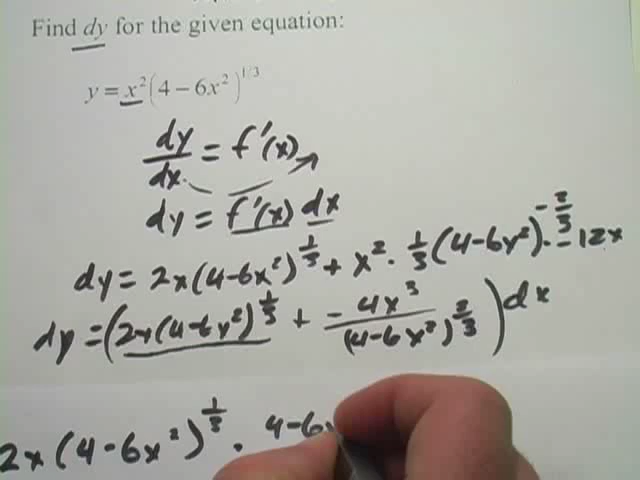 Find dy for the given equation:
y = x²(4 − 6x²)^1/3
dy/dx = f'(x)
dy = f'(x) dx
dy = 2x(4−6x²)^1/3 + x² · 1/3 (4−6x²)^−2/3 · −12x
dy = (2x(4−6x²)^1/3 + −4x³/(4−6x²)^2/3) dx
2x(4−6x²)^1/3 · 4−6x